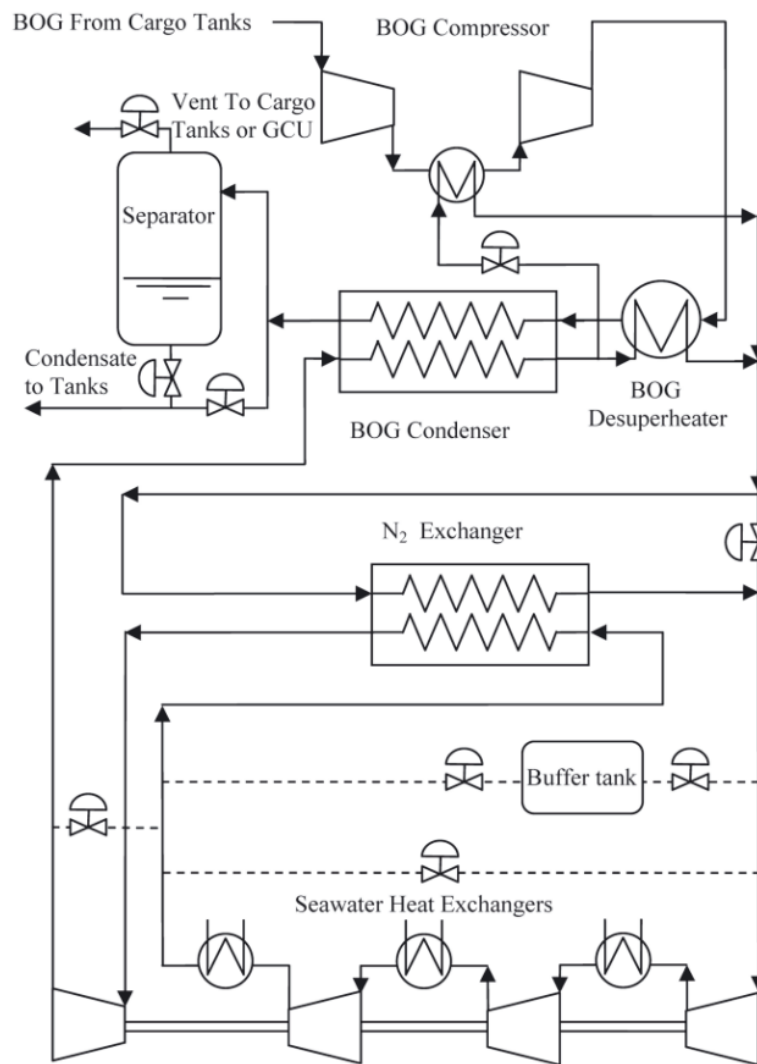 BOG From Cargo Tanks
BOG Compressor
Vent To Cargo
Tanks or GCU
Separator
Condensate
to Tanks
BOG Condenser
BOG
Desuperheater
N₂ Exchanger
Buffer tank
Seawater Heat Exchangers